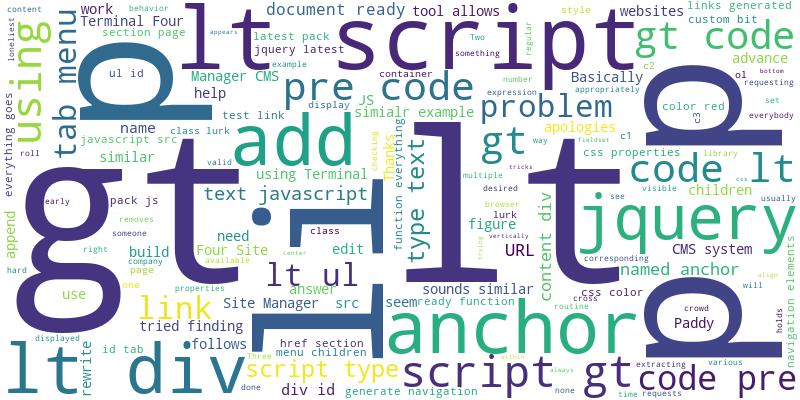 content
loneliest
work
behavior
document ready
tool allows
links generated
websites
custom bit
Terminal Four
section page
appears
lt script
Two
something
regular
style
gt code
using
tab menu
p
latest pack
jquery latest
example
container
ul id
Manager CMS
help
pre code
number
expression
Basically
appropriately
c2
advance
ol
bottom
requesting
JS
display
simialr example
problem
color red
c3
p
set
everybody
everything goes
name
test link
class lurk
javascript src
add
apologies
c1
fieldset
roll
similar
valid
checking
Thanks
function everything
type text
gt
way
css properties
library
gt
lt
using Terminal
code lt
css
tricks
multiple
children
early
pack js
text javascript
desired
browser
see
visible
usually
append
removes
someone
need
class
lurk
vertically
jquery
figure
URL
content div
hard
right
build
company
Four Site
available
edit
center
trying
CMS system
corresponding
page
li
named anchor
navigation elements
use
one
properties
lt ul
answer
sounds similar
css color
align
will
link
Site Manager
src
seem
ready function
routine
cross
p
crowd
Paddy
holds
tried finding
href section
anchor
displayed
follows
menu children
within
extracting
various
lt div
rewrite
id tab
Three
script type
script gt
code pre
done
div id
generate navigation
always
none
time
requests